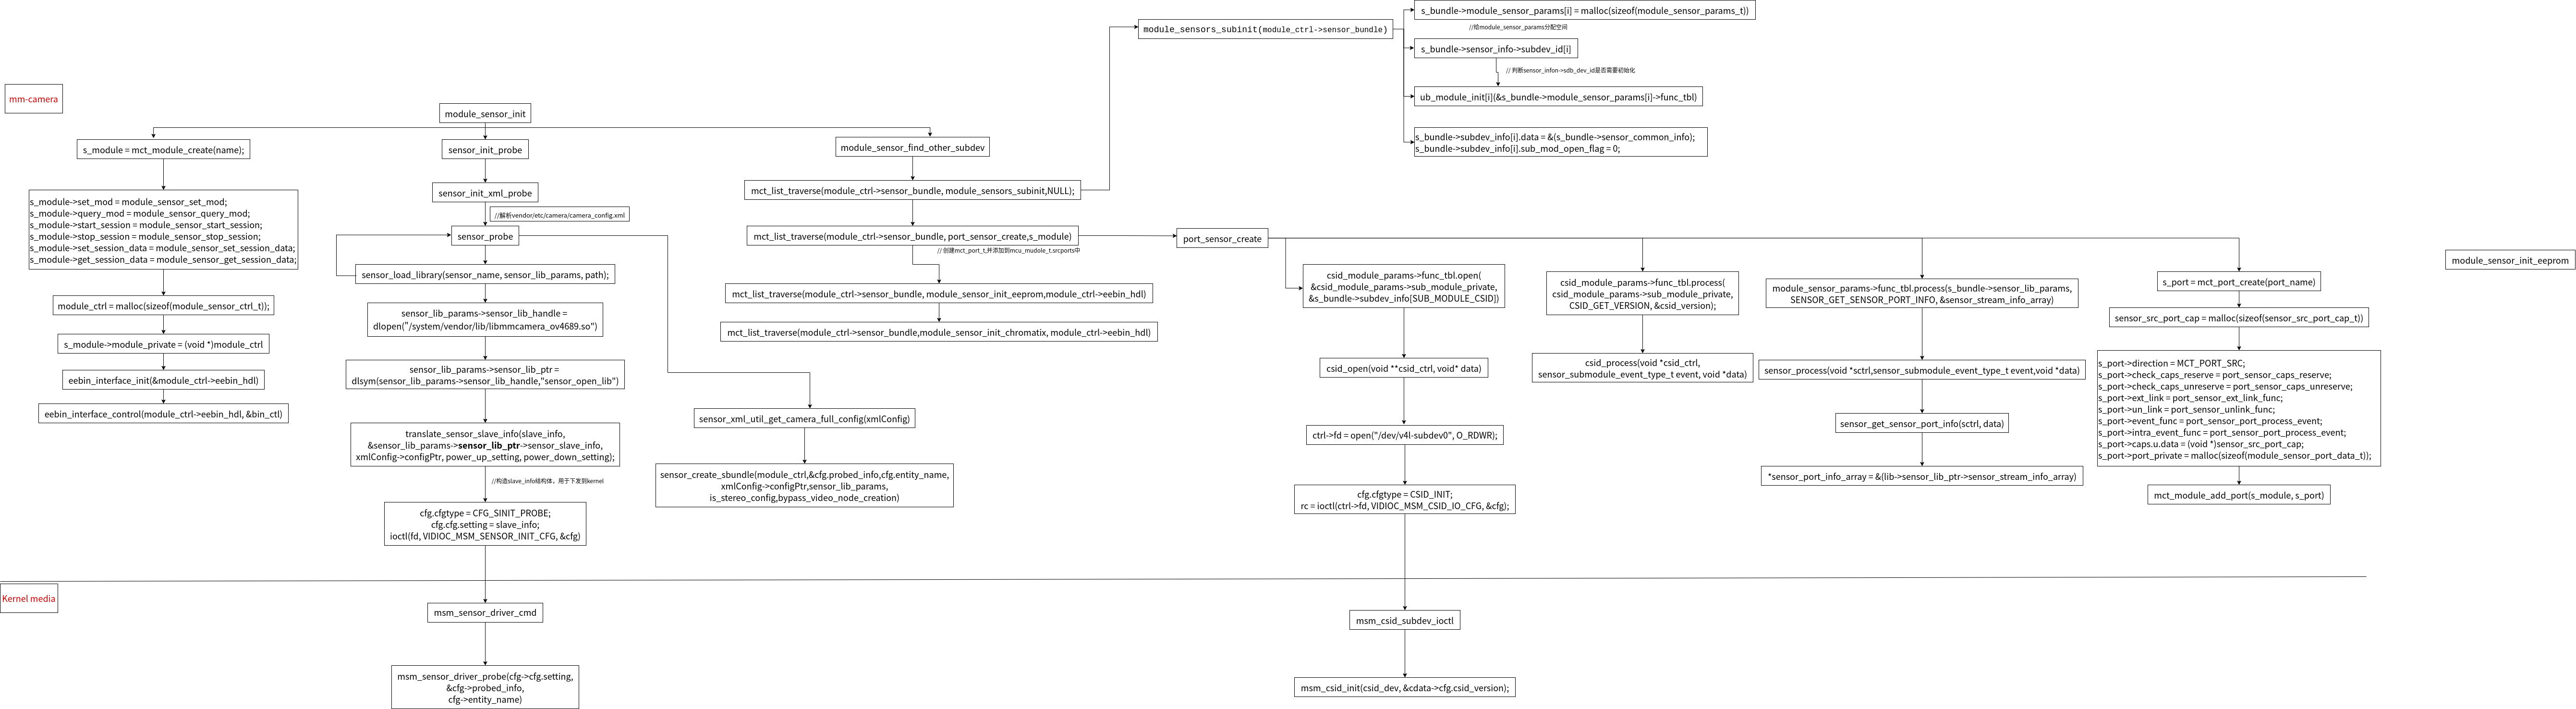 mm-camera
module_sensor_init
s_module = mct_module_create(name);
s_module->set_mod = module_sensor_set_mod;
s_module->query_mod = module_sensor_query_mod;
s_module->start_session = module_sensor_start_session;
s_module->stop_session = module_sensor_stop_session;
s_module->set_session_data = module_sensor_set_session_data;
s_module->get_session_data = module_sensor_get_session_data;
module_ctrl = malloc(sizeof(module_sensor_ctrl_t));
s_module->module_private = (void *)module_ctrl
eebin_interface_init(&module_ctrl->eebin_hdl)
eebin_interface_control(module_ctrl->eebin_hdl, &bin_ctl)
sensor_init_probe
sensor_init_xml_probe
//解析vendor/etc/camera/camera_config.xml
sensor_probe
sensor_load_library(sensor_name, sensor_lib_params, path);
sensor_lib_params->sensor_lib_handle =
dlopen("/system/vendor/lib/libmmcamera_ov4689.so")
sensor_lib_params->sensor_lib_ptr =
dlsym(sensor_lib_params->sensor_lib_handle,"sensor_open_lib")
translate_sensor_slave_info(slave_info,
&sensor_lib_params->sensor_lib_ptr->sensor_slave_info,
xmlConfig->configPtr, power_up_setting, power_down_setting);
//构造slave_info结构体，用于下发到kernel
cfg.cfgtype = CFG_SINIT_PROBE;
cfg.cfg.setting = slave_info;
ioctl(fd, VIDIOC_MSM_SENSOR_INIT_CFG, &cfg)
sensor_xml_util_get_camera_full_config(xmlConfig)
sensor_create_sbundle(module_ctrl,&cfg.probed_info,cfg.entity_name,
xmlConfig->configPtr,sensor_lib_params,
is_stereo_config,bypass_video_node_creation)
module_sensor_find_other_subdev
mct_list_traverse(module_ctrl->sensor_bundle, module_sensors_subinit,NULL);
mct_list_traverse(module_ctrl->sensor_bundle, port_sensor_create,s_module)
// 创建mct_port_t,并添加到mcu_mudole_t.srcports中
mct_list_traverse(module_ctrl->sensor_bundle, module_sensor_init_eeprom,module_ctrl->eebin_hdl)
mct_list_traverse(module_ctrl->sensor_bundle,module_sensor_init_chromatix, module_ctrl->eebin_hdl)
module_sensors_subinit(module_ctrl->sensor_bundle)
s_bundle->module_sensor_params[i] = malloc(sizeof(module_sensor_params_t))
//给module_sensor_params分配空间
s_bundle->sensor_info->subdev_id[i]
// 判断sensor_infon->sdb_dev_id是否需要初始化
ub_module_init[i](&s_bundle->module_sensor_params[i]->func_tbl)
s_bundle->subdev_info[i].data = &(s_bundle->sensor_common_info);
s_bundle->subdev_info[i].sub_mod_open_flag = 0;
port_sensor_create
csid_module_params->func_tbl.open(
&csid_module_params->sub_module_private,
&s_bundle->subdev_info[SUB_MODULE_CSID])
csid_open(void **csid_ctrl, void* data)
ctrl->fd = open("/dev/v4l-subdev0", O_RDWR);
cfg.cfgtype = CSID_INIT;
rc = ioctl(ctrl->fd, VIDIOC_MSM_CSID_IO_CFG, &cfg);
csid_module_params->func_tbl.process(
csid_module_params->sub_module_private,
CSID_GET_VERSION, &csid_version);
csid_process(void *csid_ctrl,
sensor_submodule_event_type_t event, void *data)
module_sensor_params->func_tbl.process(s_bundle->sensor_lib_params,
SENSOR_GET_SENSOR_PORT_INFO, &sensor_stream_info_array)
sensor_process(void *sctrl,sensor_submodule_event_type_t event,void *data)
sensor_get_sensor_port_info(sctrl, data)
*sensor_port_info_array = &(lib->sensor_lib_ptr->sensor_stream_info_array)
s_port = mct_port_create(port_name)
sensor_src_port_cap = malloc(sizeof(sensor_src_port_cap_t))
s_port->direction = MCT_PORT_SRC;
s_port->check_caps_reserve = port_sensor_caps_reserve;
s_port->check_caps_unreserve = port_sensor_caps_unreserve;
s_port->ext_link = port_sensor_ext_link_func;
s_port->un_link = port_sensor_unlink_func;
s_port->event_func = port_sensor_port_process_event;
s_port->intra_event_func = port_sensor_port_process_event;
s_port->caps.u.data = (void *)sensor_src_port_cap;
s_port->port_private = malloc(sizeof(module_sensor_port_data_t));
mct_module_add_port(s_module, s_port)
module_sensor_init_eeprom
Kernel media
msm_sensor_driver_cmd
msm_sensor_driver_probe(cfg->cfg.setting,
&cfg->probed_info,
cfg->entity_name)
msm_csid_subdev_ioctl
msm_csid_init(csid_dev, &cdata->cfg.csid_version);